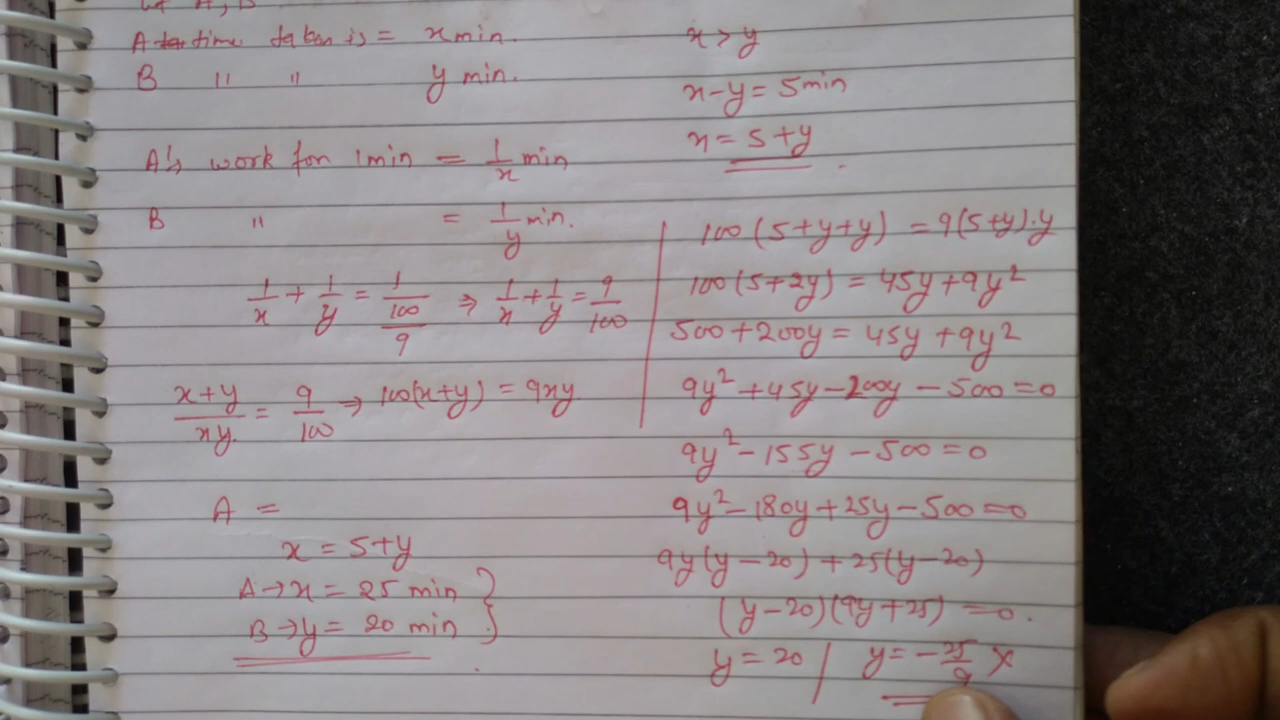 Let A, B
A time taken is = x min.
B " " y min.
A's work for 1min = 1/x min
B " = 1/y min.
1/x + 1/y = 1/(100/9) ⇒ 1/x + 1/y = 9/100
(x+y)/(xy) = 9/100 → 100(x+y) = 9xy
A =
x = 5+y
A→x = 25 min
B→y = 20 min
x > y
x-y = 5min
x = 5+y
100(5+y+y) = 9(5+y).y
100(5+2y) = 45y+9y²
500+200y = 45y+9y²
9y²+45y-200y-500=0
9y²-155y-500=0
9y²-180y+25y-500=0
9y(y-20)+25(y-20)
(y-20)(9y+25)=0.
y=20 / y=-25/9 ×